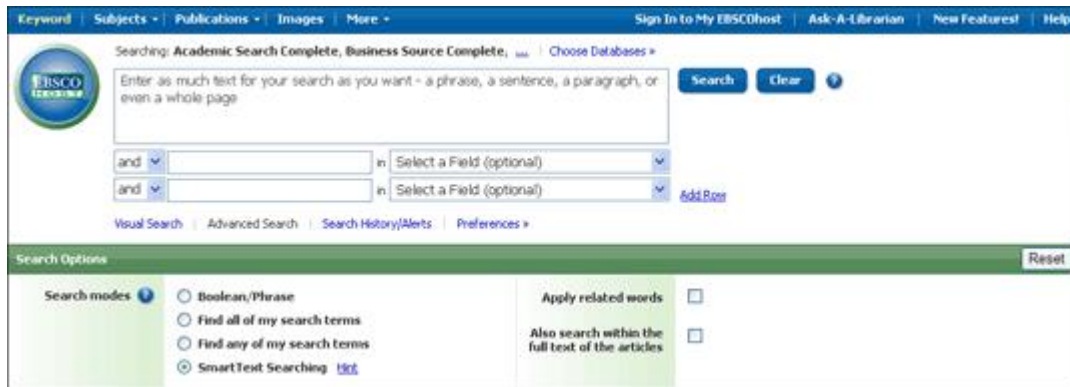 Keyword Subjects Publications Images More Sign In to My EBSCOhost Ask-A-Librarian New Features! Help
Searching: Academic Search Complete, Business Source Complete, ... Choose Databases »
EBSCO
HOST
Enter as much text for your search as you want - a phrase, a sentence, a paragraph, or
even a whole page
Search Clear ?
and in Select a Field (optional)
and in Select a Field (optional)
Add Row
Visual Search Advanced Search Search History/Alerts Preferences »
Search Options Reset
Search modes ? Boolean/Phrase Apply related words
Find all of my search terms
Find any of my search terms Also search within the
full text of the articles
SmartText Searching Hint